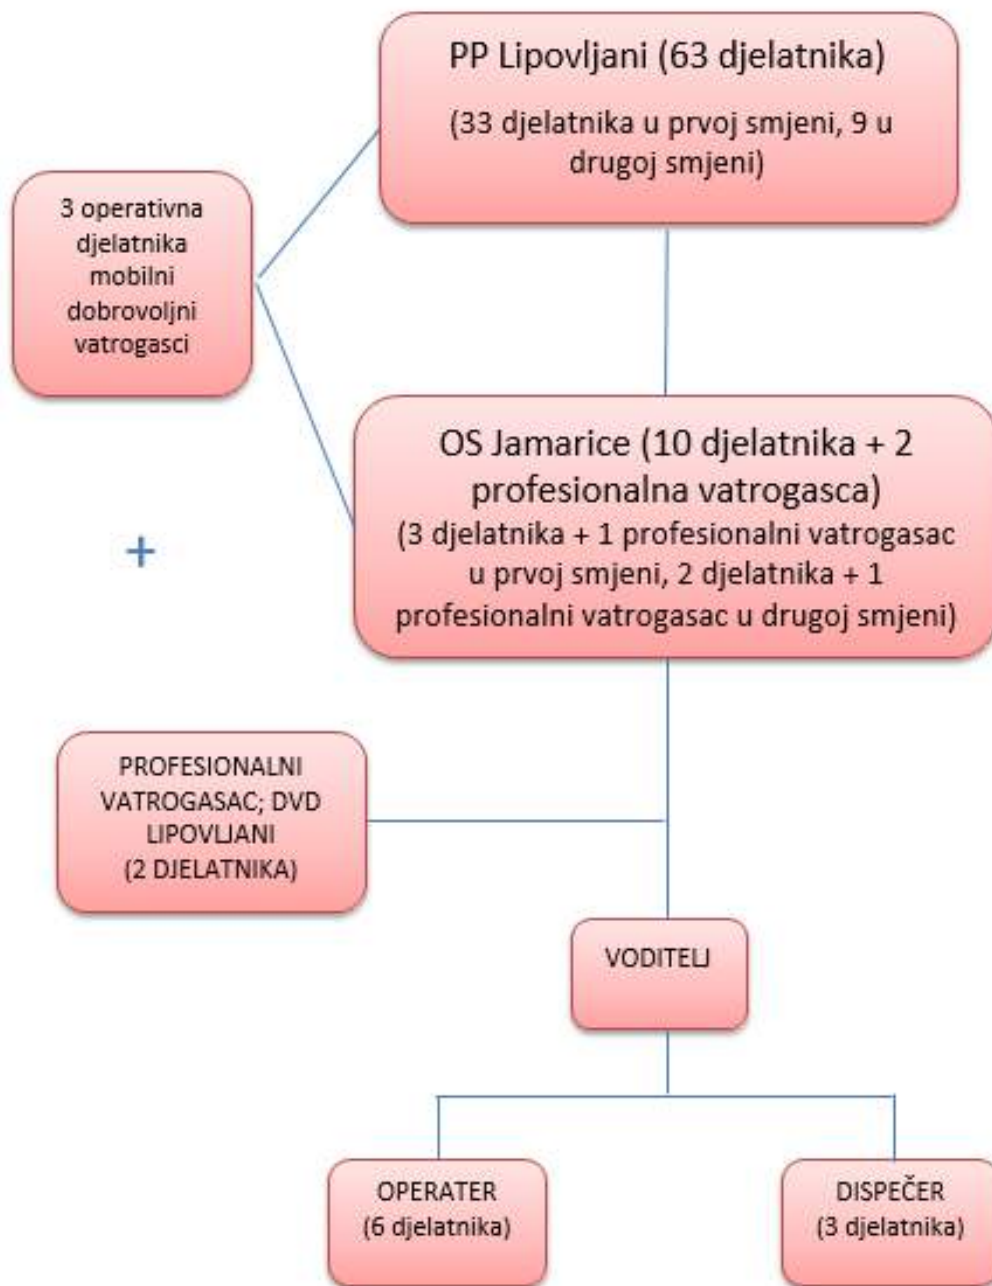 PP Lipovljani (63 djelatnika)
(33 djelatnika u prvoj smjeni, 9 u
drugoj smjeni)
3 operativna
djelatnika
mobilni
dobrovoljni
vatrogasci
OS Jamarice (10 djelatnika + 2
profesionalna vatrogasca)
(3 djelatnika + 1 profesionalni vatrogasac
u prvoj smjeni, 2 djelatnika + 1
profesionalni vatrogasac u drugoj smjeni)
+
PROFESIONALNI
VATROGASAC; DVD
LIPOVLJANI
(2 DJELATNIKA)
VODITELJ
OPERATER
(6 djelatnika)
DISPEČER
(3 djelatnika)